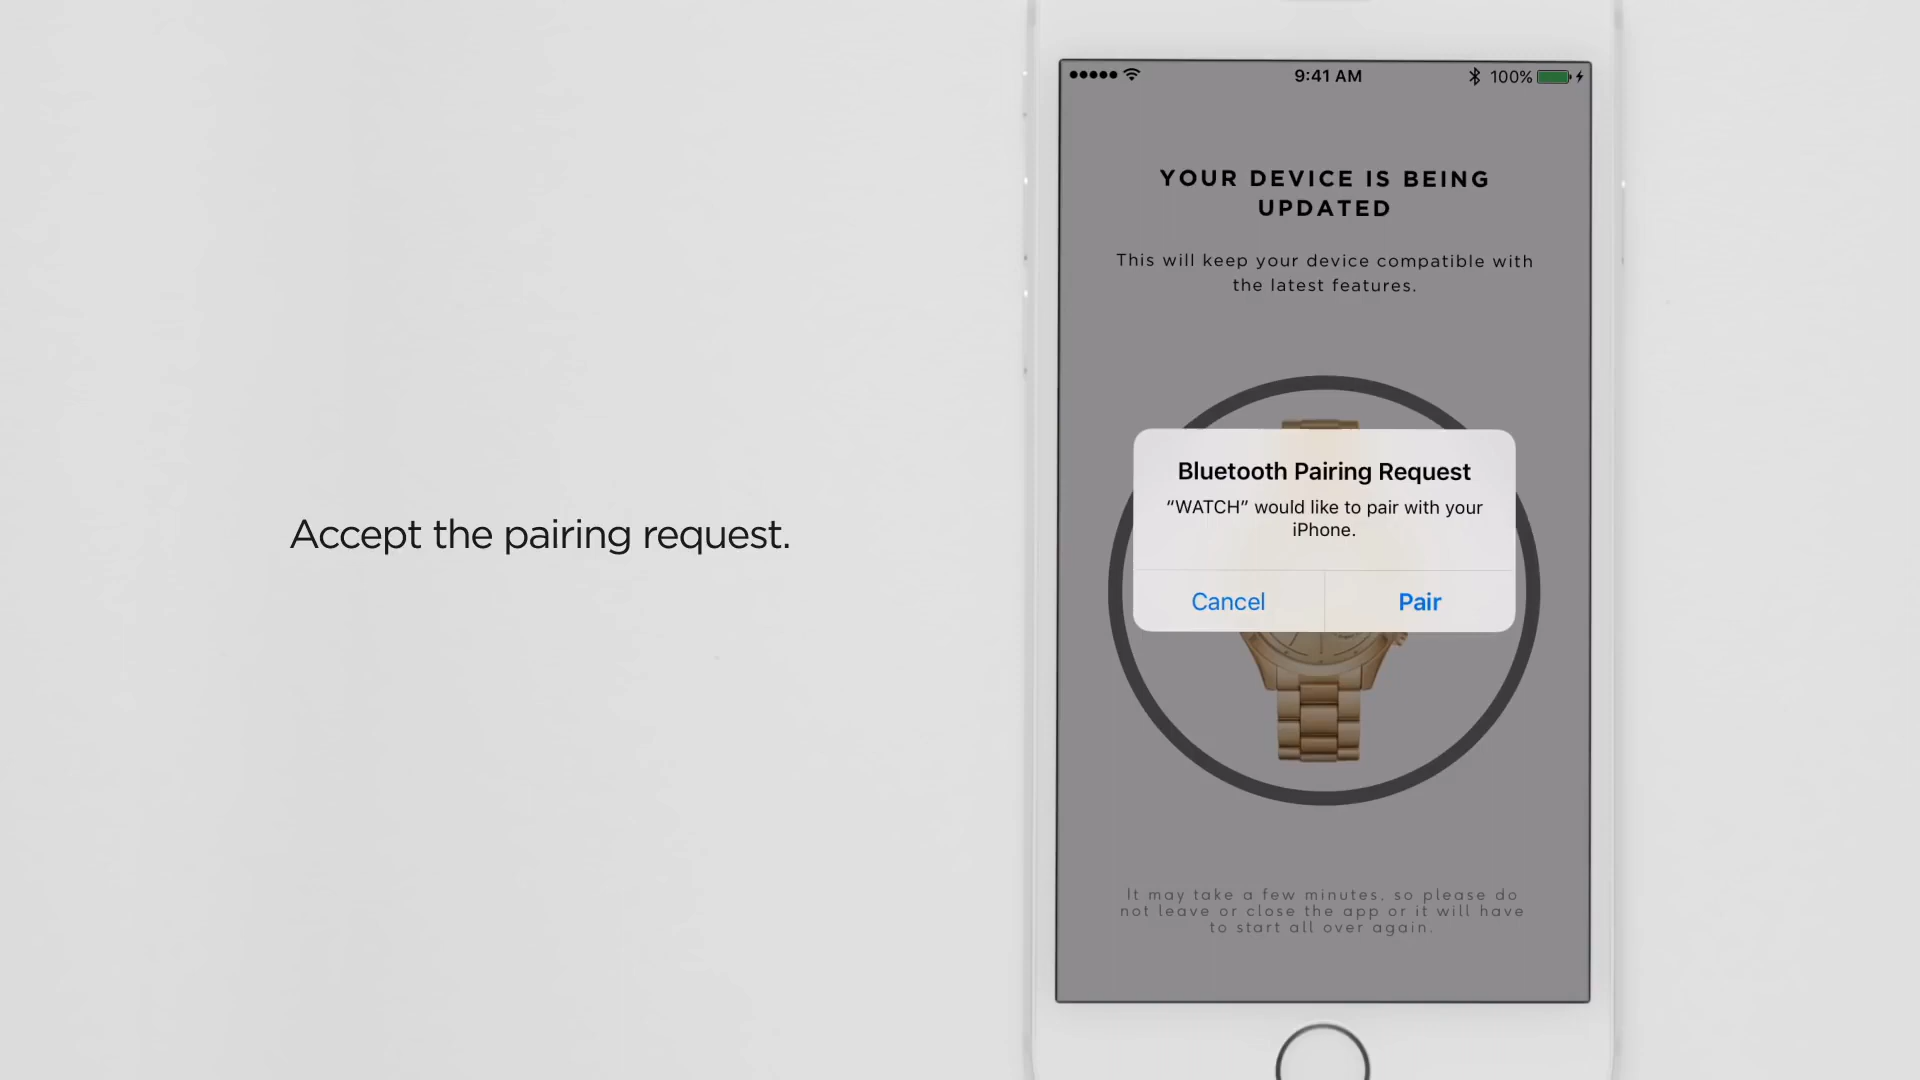 Accept the pairing request.
9:41 AM
100%
YOUR DEVICE IS BEING
UPDATED
This will keep your device compatible with
the latest features.
Bluetooth Pairing Request
“WATCH” would like to pair with your
iPhone.
Cancel
Pair
It may take a few minutes, so please do
not leave or close the app or it will have
to start all over again.